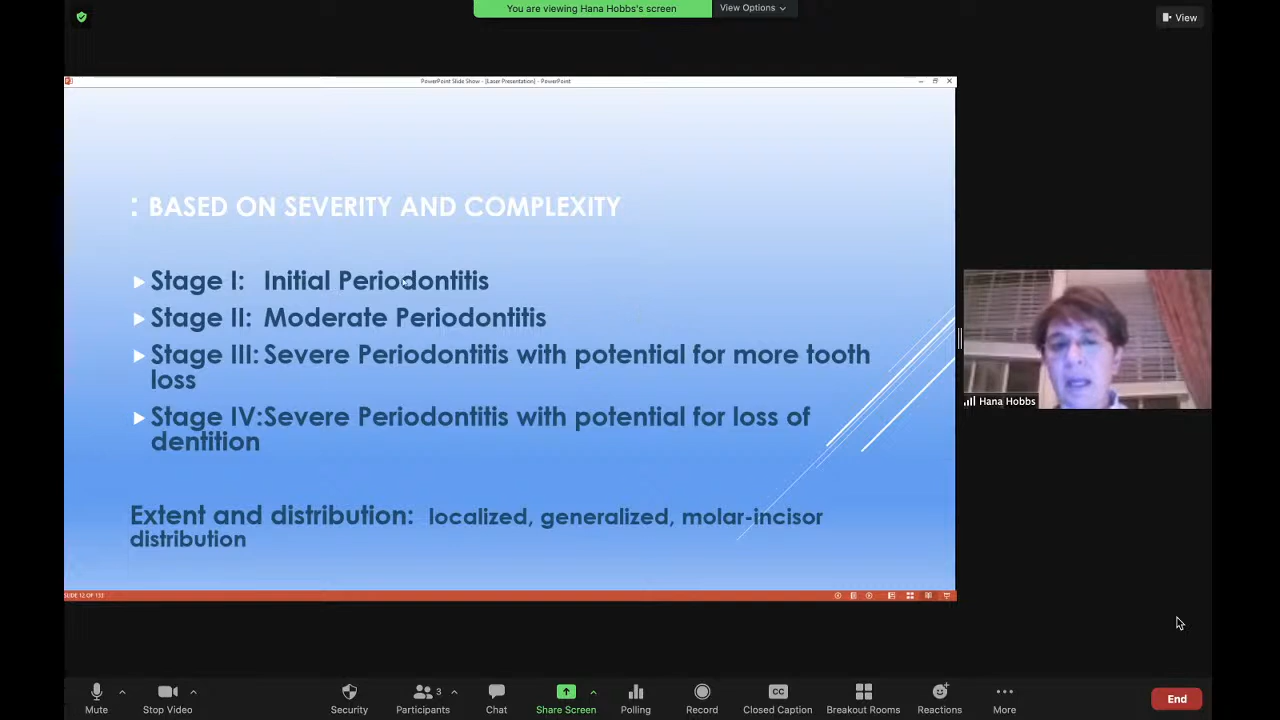 You are viewing Hana Hobbs's screen
View Options
View
PowerPoint Slide Show - [Laser Presentation] - PowerPoint
: BASED ON SEVERITY AND COMPLEXITY
Stage I: Initial Periodontitis
Stage II: Moderate Periodontitis
Stage III: Severe Periodontitis with potential for more tooth
loss
Stage IV:Severe Periodontitis with potential for loss of
dentition
Extent and distribution: localized, generalized, molar-incisor
distribution
Hana Hobbs
SLIDE 12 OF 133
Mute
Stop Video
Security
Participants
3
Chat
Share Screen
Polling
Record
CC
Closed Caption
Breakout Rooms
Reactions
More
End